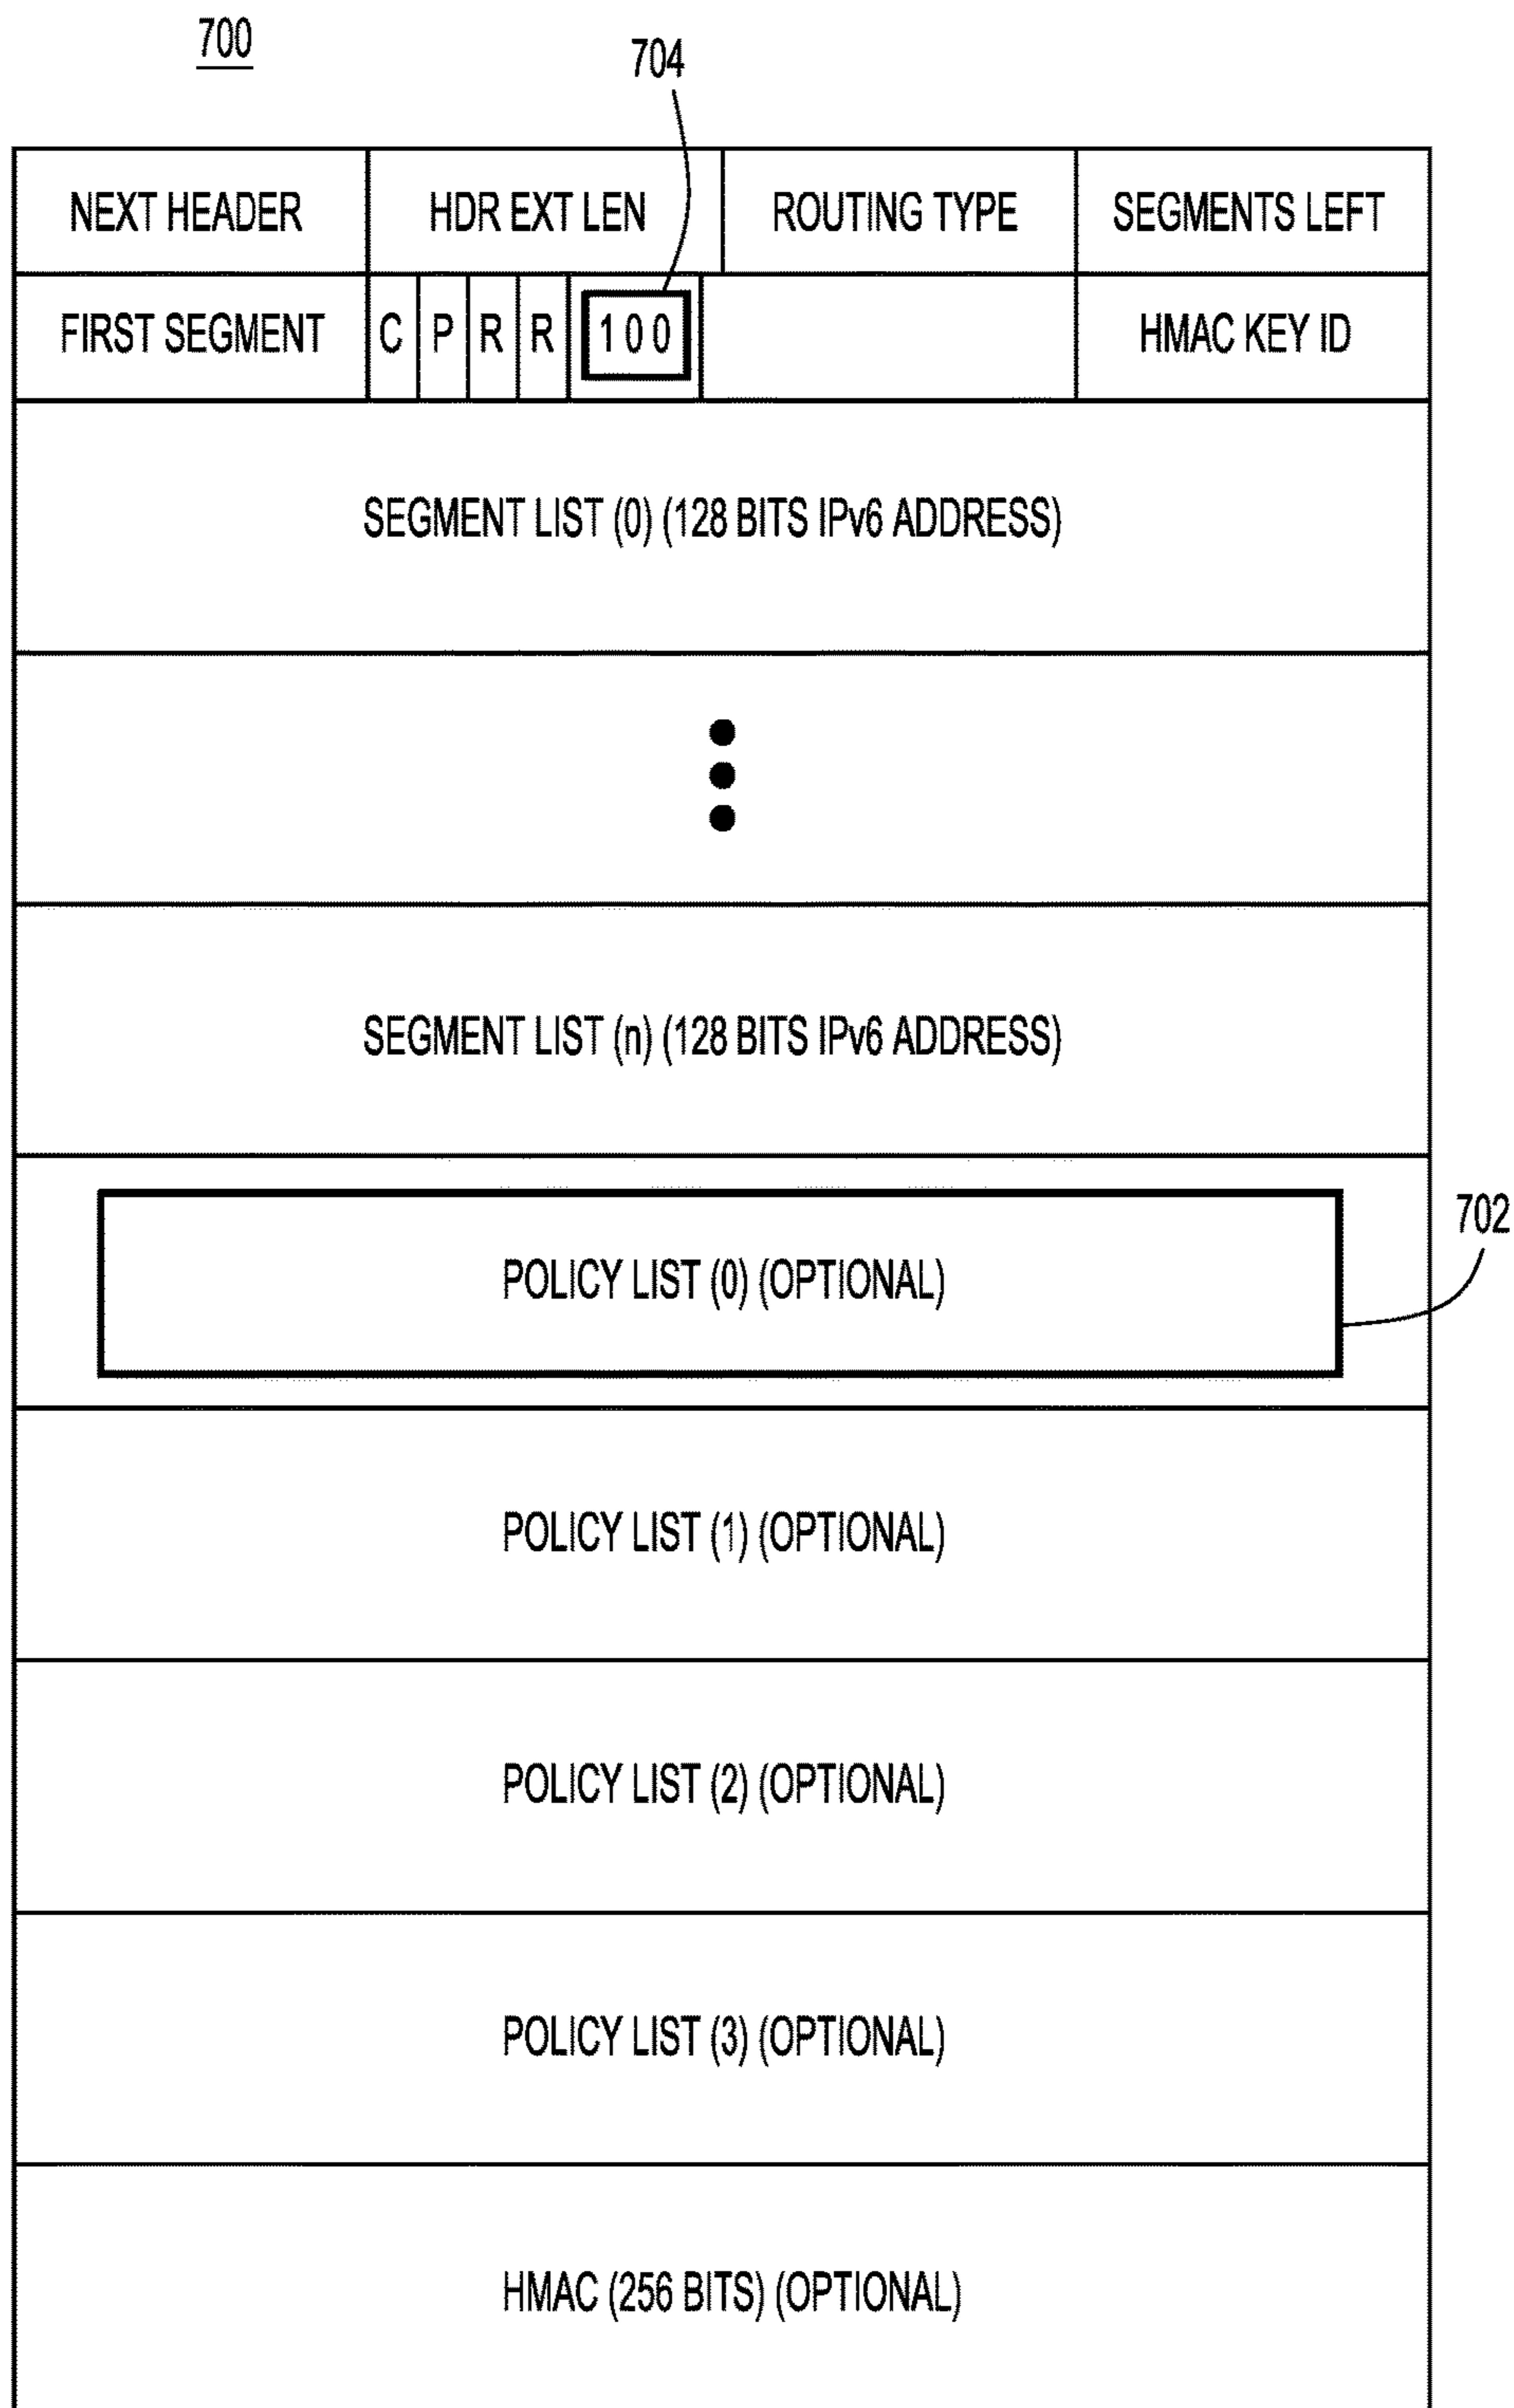 700
704
NEXT HEADER HDR EXT LEN ROUTING TYPE SEGMENTS LEFT
FIRST SEGMENT C P R R 1 0 0 HMAC KEY ID
SEGMENT LIST (0) (128 BITS IPv6 ADDRESS)
SEGMENT LIST (n) (128 BITS IPv6 ADDRESS)
702
POLICY LIST (0) (OPTIONAL)
POLICY LIST (1) (OPTIONAL)
POLICY LIST (2) (OPTIONAL)
POLICY LIST (3) (OPTIONAL)
HMAC (256 BITS) (OPTIONAL)